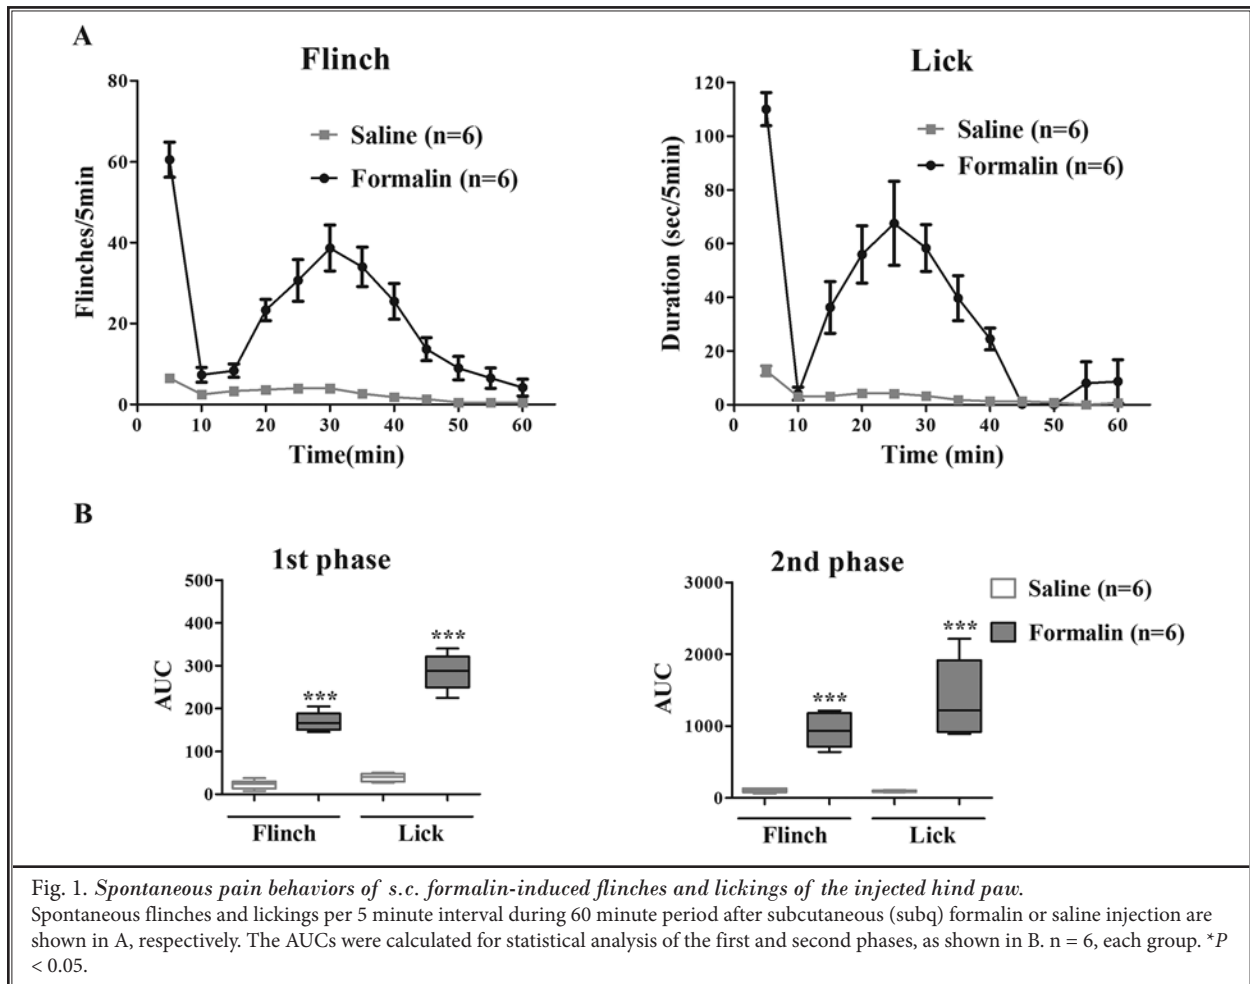 A
Flinch
80
60
40
20
0
Flinches/5min
Saline (n=6)
Formalin (n=6)
0 10 20 30 40 50 60
Time(min)
Lick
120
100
80
60
40
20
0
Duration (sec/5min)
Saline (n=6)
Formalin (n=6)
0 10 20 30 40 50 60
Time (min)
B
1st phase
500
400
300
200
100
0
AUC
***
***
Flinch Lick
2nd phase
3000
2000
1000
0
AUC
***
***
Flinch Lick
Saline (n=6)
Formalin (n=6)
Fig. 1. Spontaneous pain behaviors of s.c. formalin-induced flinches and lickings of the injected hind paw.
Spontaneous flinches and lickings per 5 minute interval during 60 minute period after subcutaneous (subq) formalin or saline injection are
shown in A, respectively. The AUCs were calculated for statistical analysis of the first and second phases, as shown in B. n = 6, each group. *P
< 0.05.